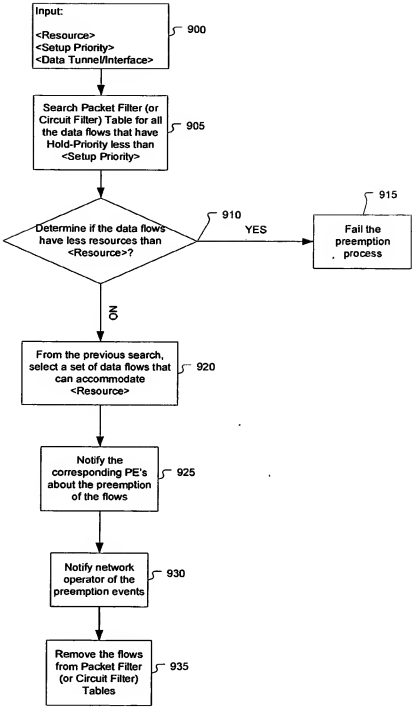 Input:
<Resource>
<Setup Priority>
<Data Tunnel/Interface>
900
Search Packet Filter (or
Circuit Filter) Table for all
the data flows that have
Hold-Priority less than
<Setup Priority>
905
Determine if the data flows
have less resources than
<Resource>?
910
YES
915
Fail the
preemption
process
NO
From the previous search,
select a set of data flows that
can accommodate
<Resource>
920
Notify the
corresponding PE's
about the preemption
of the flows
925
Notify network
operator of the
preemption events
930
Remove the flows
from Packet Filter
(or Circuit Filter)
Tables
935